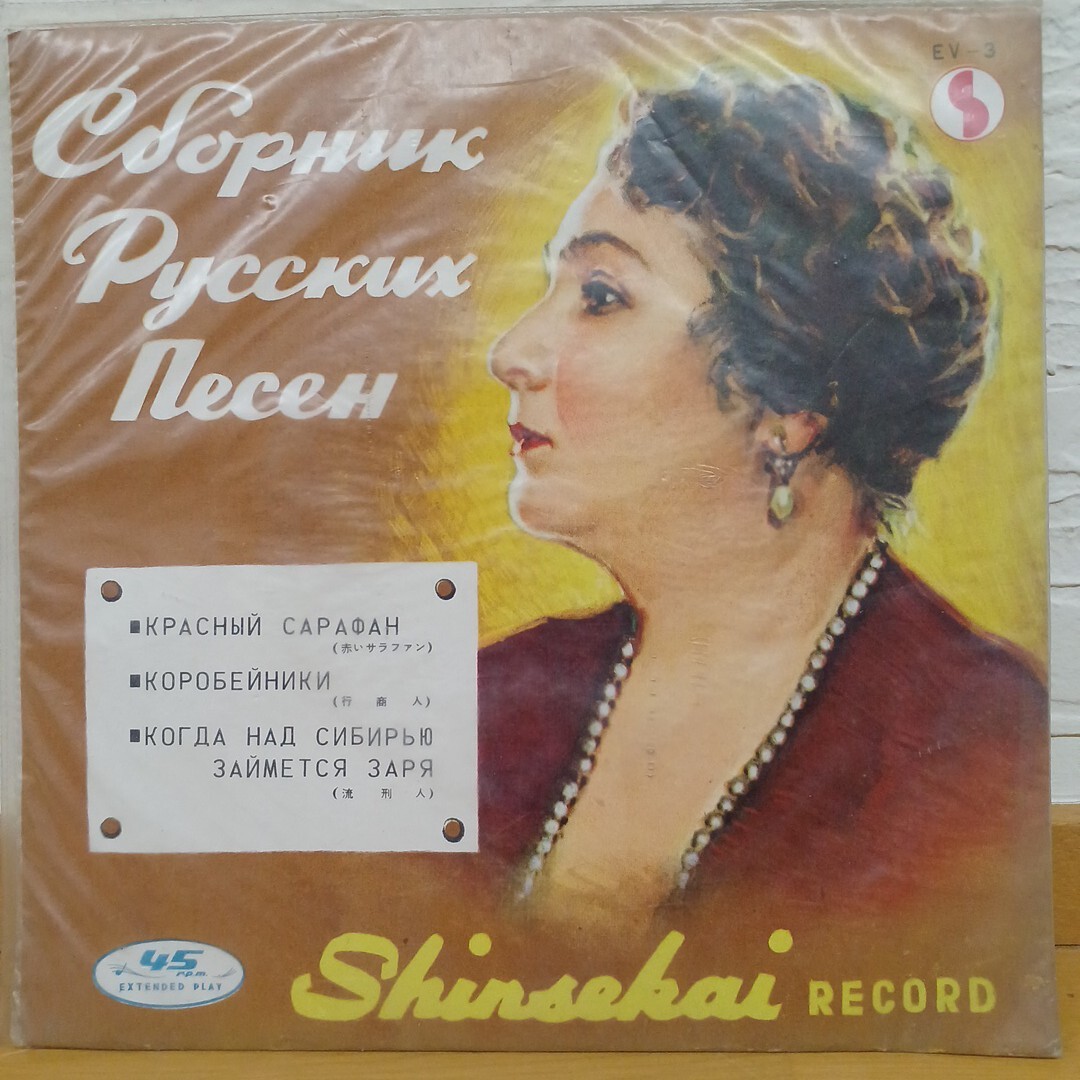 EV-3
S
Сборник
Русских
Песен
КРАСНЫЙ САРАФАН
(赤いサラファン)
КОРОБЕЙНИКИ
(行商人)
КОГДА НАД СИБИРЬЮ
ЗАЙМЕТСЯ ЗАРЯ
(流刑人)
45
r.p.m.
EXTENDED PLAY
Shinsekai RECORD